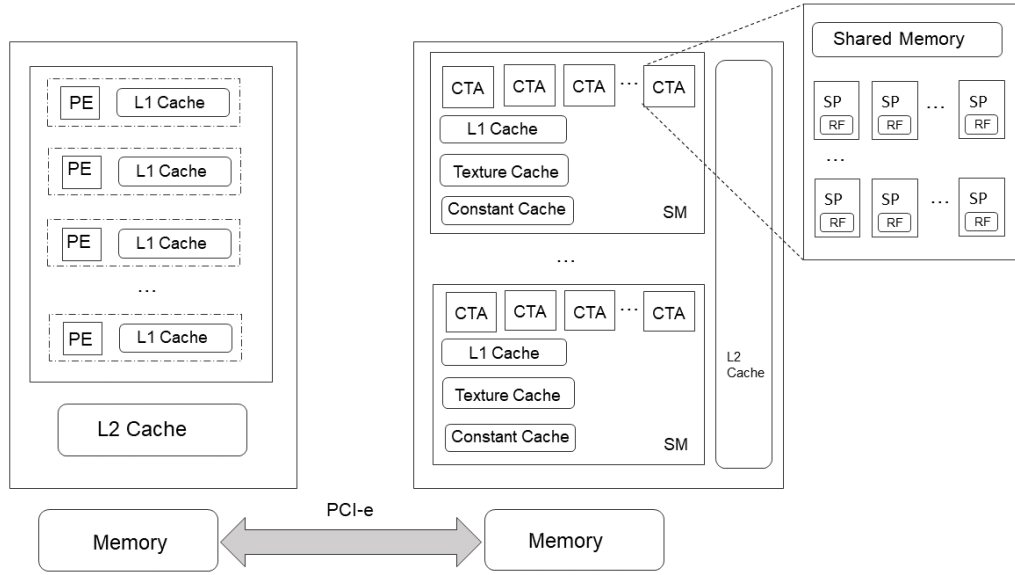 PE
L1 Cache
PE
L1 Cache
PE
L1 Cache
...
PE
L1 Cache
L2 Cache
Memory
PCI-e
CTA CTA CTA ... CTA
L1 Cache
Texture Cache
Constant Cache
SM
...
CTA CTA CTA ... CTA
L1 Cache
Texture Cache
Constant Cache
SM
L2
Cache
Memory
Shared Memory
SP SP ... SP
RF RF RF
...
SP SP ... SP
RF RF RF